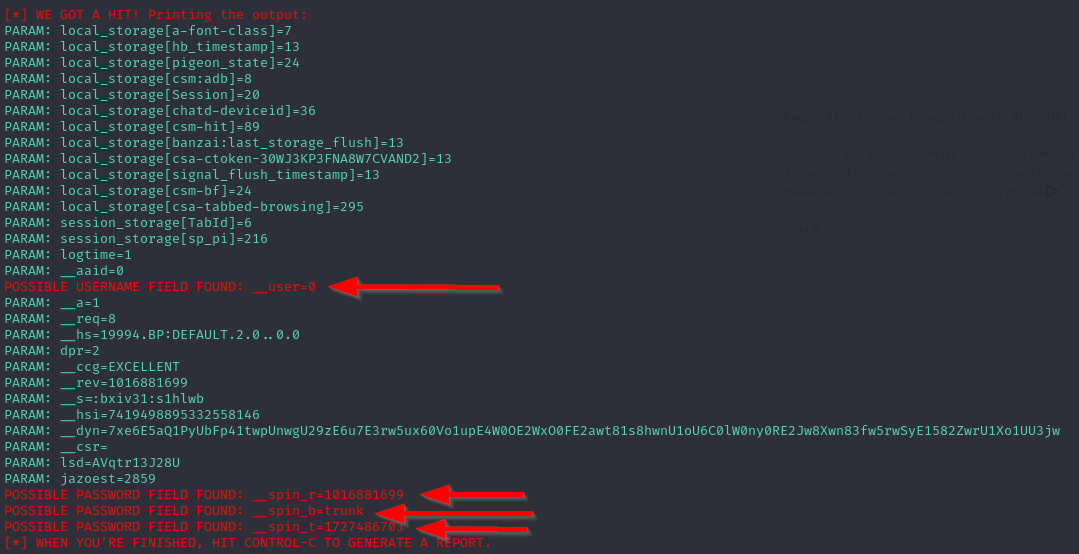 [*] WE GOT A HIT! Printing the output:
PARAM: local_storage[a-font-class]=7
PARAM: local_storage[hb_timestamp]=13
PARAM: local_storage[pigeon_state]=24
PARAM: local_storage[csm:adb]=8
PARAM: local_storage[Session]=20
PARAM: local_storage[chatd-deviceid]=36
PARAM: local_storage[csm-hit]=89
PARAM: local_storage[banzai:last_storage_flush]=13
PARAM: local_storage[csa-ctoken-30WJ3KP3FNA8W7CVAND2]=13
PARAM: local_storage[signal_flush_timestamp]=13
PARAM: local_storage[csm-bf]=24
PARAM: local_storage[csa-tabbed-browsing]=295
PARAM: session_storage[TabId]=6
PARAM: session_storage[sp_pi]=216
PARAM: logtime=1
PARAM: __aaid=0
POSSIBLE USERNAME FIELD FOUND: __user=0
PARAM: __a=1
PARAM: __req=8
PARAM: __hs=19994.BP:DEFAULT.2.0..0.0
PARAM: dpr=2
PARAM: __ccg=EXCELLENT
PARAM: __rev=1016881699
PARAM: __s=:bxiv31:s1hlwb
PARAM: __hsi=7419498895332558146
PARAM: __dyn=7xe6E5aQ1PyUbFp41twpUnwgU29zE6u7E3rw5ux60Vo1upE4W0OE2WxO0FE2awt81s8hwnU1oU6C0lW0ny0RE2Jw8Xwn83fw5rwSyE1582ZwrU1Xo1UU3jw
PARAM: __csr=
PARAM: lsd=AVqtr13J28U
PARAM: jazoest=2859
POSSIBLE PASSWORD FIELD FOUND: __spin_r=1016881699
POSSIBLE PASSWORD FIELD FOUND: __spin_b=trunk
POSSIBLE PASSWORD FIELD FOUND: __spin_t=1727486703
[*] WHEN YOU'RE FINISHED, HIT CONTROL-C TO GENERATE A REPORT.
English (US) Español
Messenger
Threads
Meta © 2024